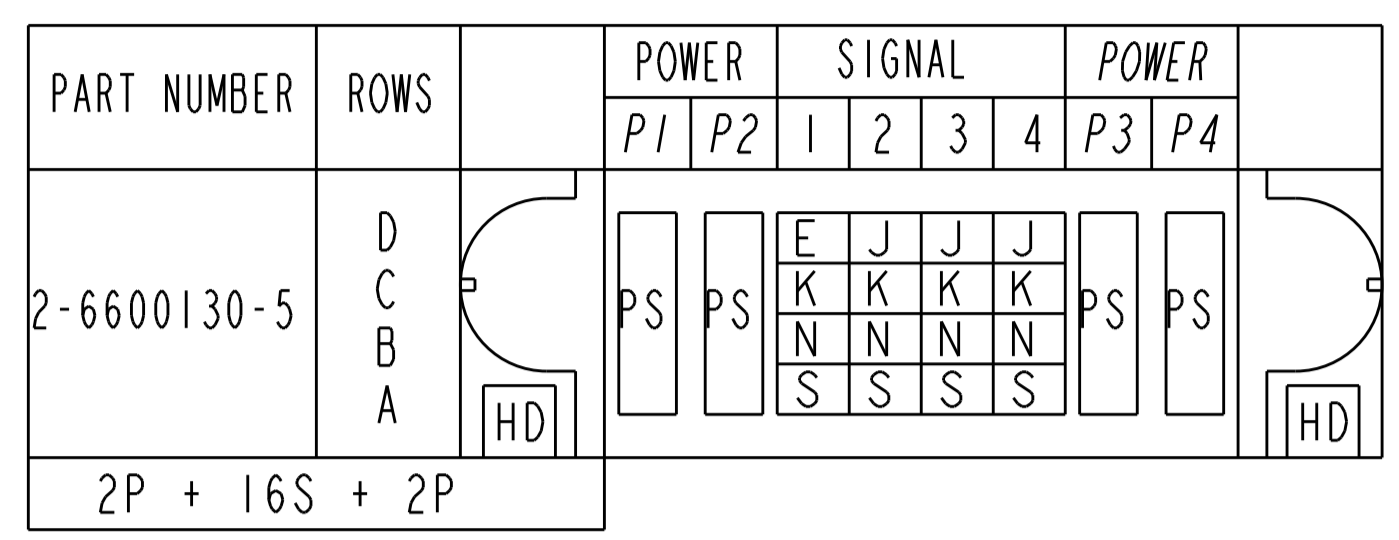 PART NUMBER ROWS POWER SIGNAL POWER
P1 P2 1 2 3 4 P3 P4
D E J J J
C K K K K
2-6600130-5 PS PS PS PS
B N N N N
A S S S S
HD HD
2P + 16S + 2P